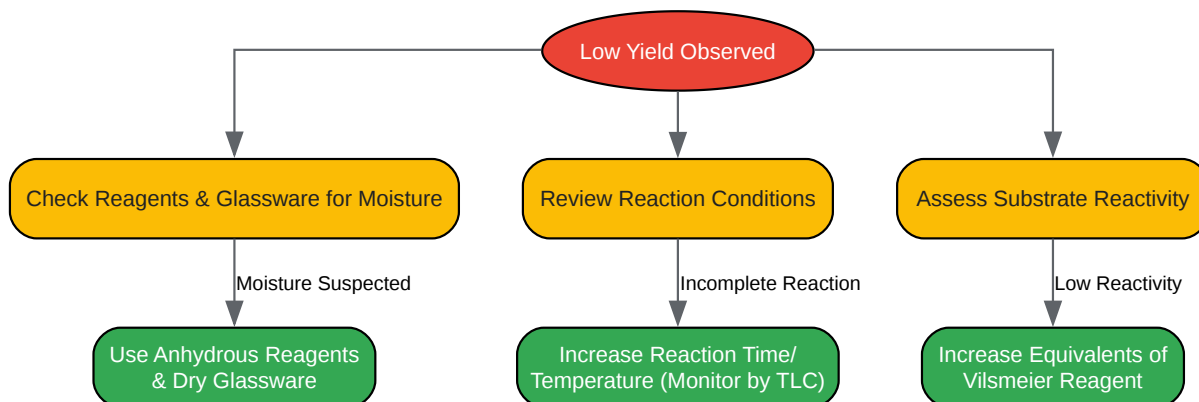 Low Yield Observed
Check Reagents & Glassware for Moisture
Review Reaction Conditions
Assess Substrate Reactivity
Moisture Suspected
Incomplete Reaction
Low Reactivity
Use Anhydrous Reagents
& Dry Glassware
Increase Reaction Time/
Temperature (Monitor by TLC)
Increase Equivalents of
Vilsmeier Reagent